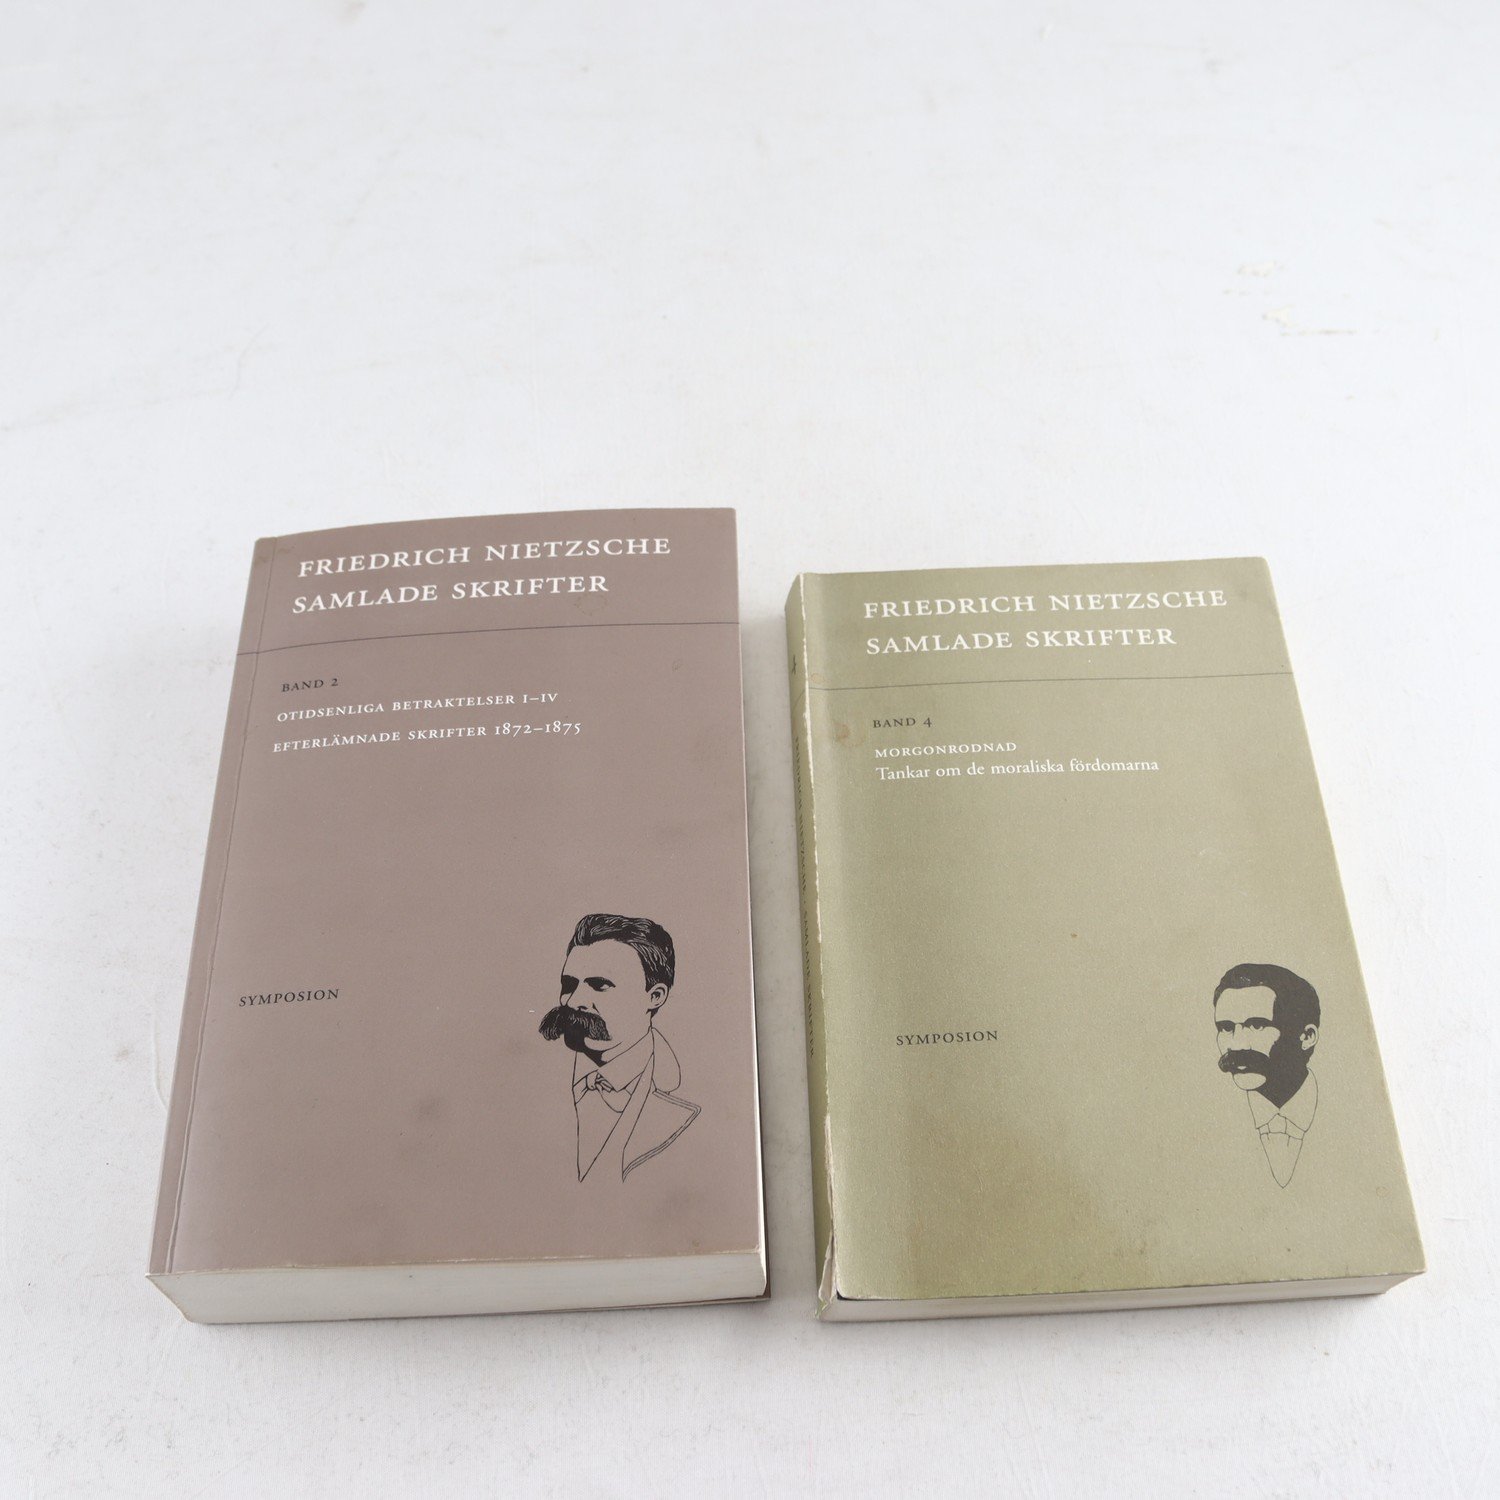 FRIEDRICH NIETZSCHE
SAMLADE SKRIFTER
BAND 2
OTIDSENLIGA BETRAKTELSER I–IV
EFTERLÄMNADE SKRIFTER 1872–1875
SYMPOSION
FRIEDRICH NIETZSCHE
SAMLADE SKRIFTER
BAND 4
MORGONRODNAD
Tankar om de moraliska fördomarna
SYMPOSION